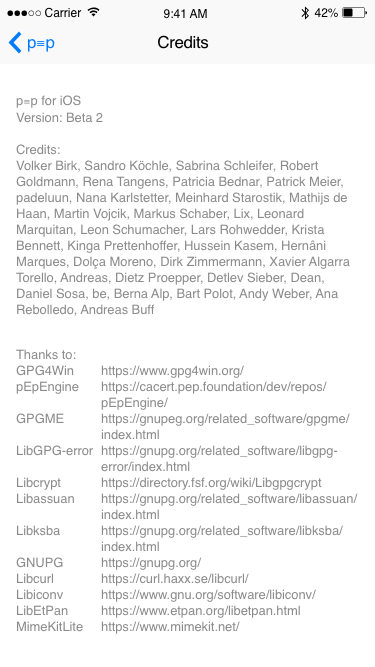 Carrier 9:41 AM 42%
p≡p Credits
p=p for iOS
Version: Beta 2
Credits:
Volker Birk, Sandro Köchle, Sabrina Schleifer, Robert
Goldmann, Rena Tangens, Patricia Bednar, Patrick Meier,
padeluun, Nana Karlstetter, Meinhard Starostik, Mathijs de
Haan, Martin Vojcik, Markus Schaber, Lix, Leonard
Marquitan, Leon Schumacher, Lars Rohwedder, Krista
Bennett, Kinga Prettenhoffer, Hussein Kasem, Hernâni
Marques, Dolça Moreno, Dirk Zimmermann, Xavier Algarra
Torello, Andreas, Dietz Proepper, Detlev Sieber, Dean,
Daniel Sosa, be, Berna Alp, Bart Polot, Andy Weber, Ana
Rebolledo, Andreas Buff
Thanks to:
GPG4Win https://www.gpg4win.org/
pEpEngine https://cacert.pep.foundation/dev/repos/
pEpEngine/
GPGME https://gnupeg.org/related_software/gpgme/
index.html
LibGPG-error https://gnupg.org/related_software/libgpg-
error/index.html
Libcrypt https://directory.fsf.org/wiki/Libgpgcrypt
Libassuan https://gnupg.org/related_software/libassuan/
index.html
Libksba https://gnupg.org/related_software/libksba/
index.html
GNUPG https://gnupg.org/
Libcurl https://curl.haxx.se/libcurl/
Libiconv https://www.gnu.org/software/libiconv/
LibEtPan https://www.etpan.org/libetpan.html
MimeKitLite https://www.mimekit.net/